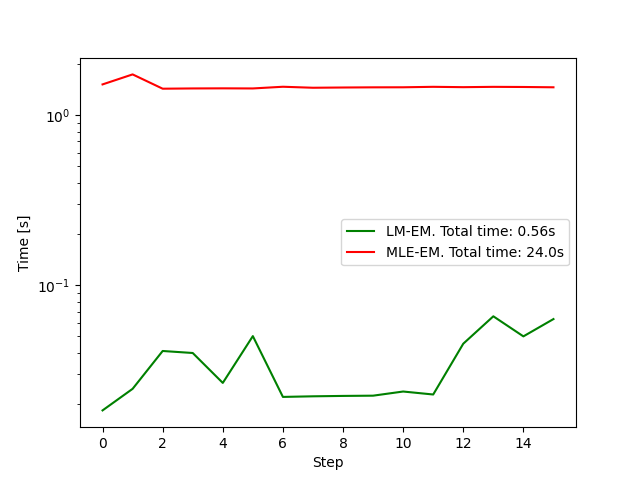 10⁰
Time [s]
LM-EM. Total time: 0.56s
MLE-EM. Total time: 24.0s
10⁻¹
0 2 4 6 8 10 12 14
Step